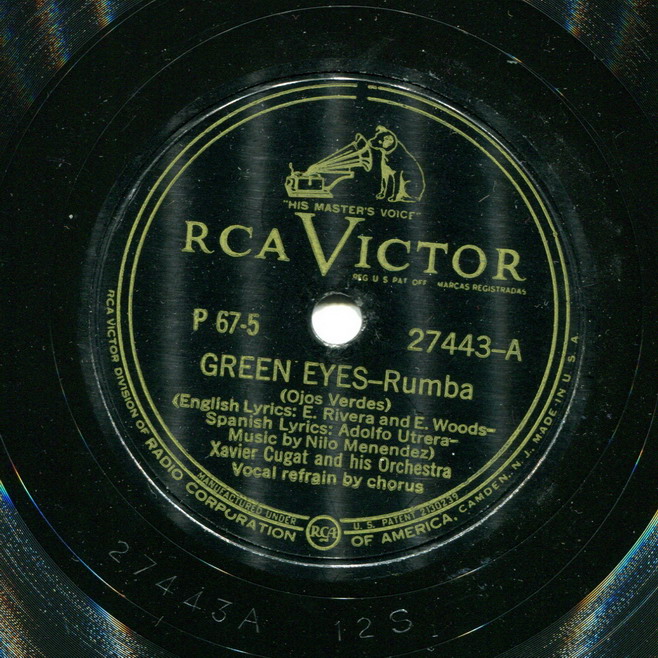 "HIS MASTER'S VOICE"
RCA VICTOR
REG U S PAT OFF MARCAS REGISTRADAS
P 67-5
27443-A
GREEN EYES-Rumba
(Ojos Verdes)
(English Lyrics: E. Rivera and E. Woods-
Spanish Lyrics: Adolfo Utrera-
Music by Nilo Menendez)
Xavier Cugat and his Orchestra
Vocal refrain by chorus
MANUFACTURED UNDER
RCA
U. S. PATENT 2130239
RCA VICTOR DIVISION OF RADIO CORPORATION OF AMERICA, CAMDEN, N. J. MADE IN U. S. A
27443A 12S